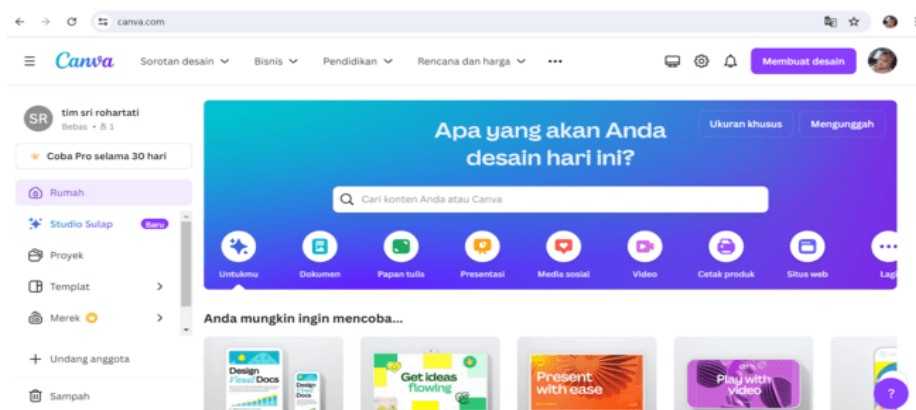 canva.com
Canva
Sorotan desain
Bisnis
Pendidikan
Rencana dan harga
Membuat desain
SR
tim sri rohartati
Bebas • 1
Coba Pro selama 30 hari
Rumah
Studio Sulap
Baru
Proyek
Templat
Merek
Undang anggota
Sampah
Apa yang akan Anda
desain hari ini?
Ukuran khusus
Mengunggah
Cari konten Anda atau Canva
Untukmu
Dokumen
Papan tulis
Presentasi
Media sosial
Video
Cetak produk
Situs web
Lagi
Anda mungkin ingin mencoba...
Design
Visual Docs
Design
Get ideas
flowing
Present
with ease
Play with
video
?